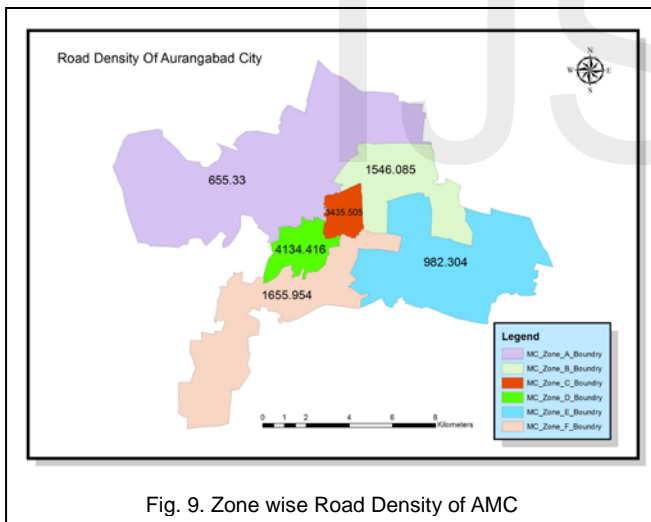 Road Density Of Aurangabad City
N
W E
S
655.33
1546.085
3435.505
4134.416
982.304
1655.954
Legend
MC_Zone_A_Boundry
MC_Zone_B_Boundry
MC_Zone_C_Boundry
MC_Zone_D_Boundry
MC_Zone_E_Boundry
MC_Zone_F_Boundry
0 1 2 4 6 8
Kilometers
Fig. 9. Zone wise Road Density of AMC